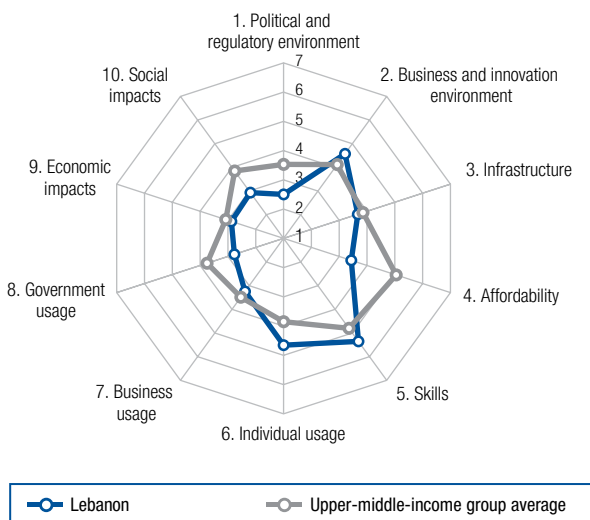 1. Political and
regulatory environment
7
10. Social
impacts
2. Business and innovation
environment
6
5
4
9. Economic
impacts
3. Infrastructure
3
2
1
8. Government
usage
4. Affordability
7. Business
usage
5. Skills
6. Individual usage
Lebanon
Upper-middle-income group average